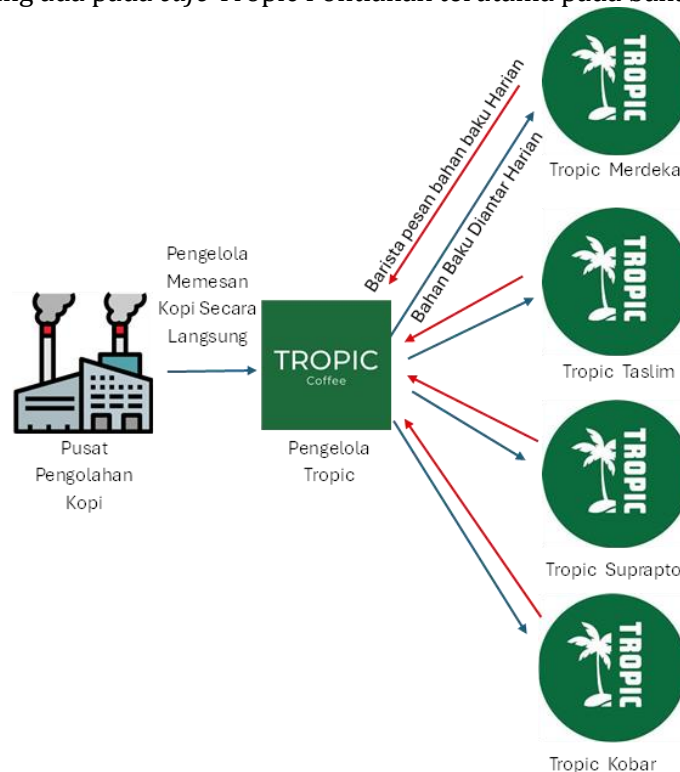 TROPIC
Tropic Merdeka
Barista pesan bahan baku Harian
Bahan Baku Diantar Harian
Pengelola
Memesan
Kopi Secara
Langsung
TROPIC
Coffee
Pusat
Pengolahan
Kopi
Pengelola
Tropic
TROPIC
Tropic Taslim
TROPIC
Tropic Suprapto
TROPIC
Tropic Kobar